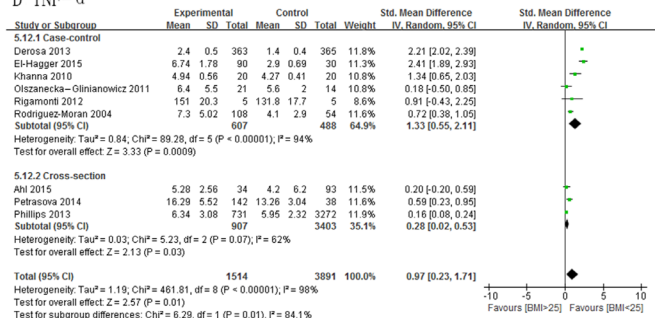 Experimental Control Std. Mean Difference Std. Mean Difference
Study or Subgroup Mean SD Total Mean SD Total Weight IV. Random, 95% CI IV. Random, 95% CI
5.12.1 Case-control
Derosa 2013 2.4 0.5 363 1.4 0.4 365 11.8% 2.21 [2.02, 2.39]
El-Hagger 2015 6.74 1.78 90 2.9 0.69 30 11.4% 2.41 [1.89, 2.93]
Khanna 2010 4.94 0.56 20 4.27 0.41 20 11.0% 1.34 [0.65, 2.03]
Olszanecka-Glinianowicz 2011 6.4 5.5 21 5.6 2 14 11.0% 0.18 [-0.50, 0.85]
Rigamonti 2012 151 20.3 5 131.8 17.7 5 8.1% 0.91 [-0.43, 2.25]
Rodriguez-Moran 2004 7.3 5.02 108 4.1 2.9 54 11.6% 0.72 [0.38, 1.05]
Subtotal (95% CI) 607 488 64.9% 1.33 [0.55, 2.11]
Heterogeneity: Tau² = 0.84; Chi² = 89.28, df = 5 (P < 0.00001); I² = 94%
Test for overall effect: Z = 3.33 (P = 0.0009)
5.12.2 Cross-section
Ahl 2015 5.28 2.56 34 4.2 6.2 93 11.5% 0.20 [-0.20, 0.59]
Petrasova 2014 16.29 5.52 142 13.26 3.04 38 11.6% 0.59 [0.23, 0.95]
Phillips 2013 6.34 3.08 731 5.95 2.32 3272 11.9% 0.16 [0.08, 0.24]
Subtotal (95% CI) 907 3403 35.1% 0.28 [0.02, 0.53]
Heterogeneity: Tau² = 0.03; Chi² = 5.23, df = 2 (P = 0.07); I² = 62%
Test for overall effect: Z = 2.13 (P = 0.03)
Total (95% CI) 1514 3891 100.0% 0.97 [0.23, 1.71]
Heterogeneity: Tau² = 1.19; Chi² = 461.81, df = 8 (P < 0.00001); I² = 98%
Test for overall effect: Z = 2.57 (P = 0.01)
Test for subgroup differences: Chi² = 6.29, df = 1 (P = 0.01), I² = 84.1%
-10 -5 0 5 10
Favours [BMI>25] Favours [BMI<25]